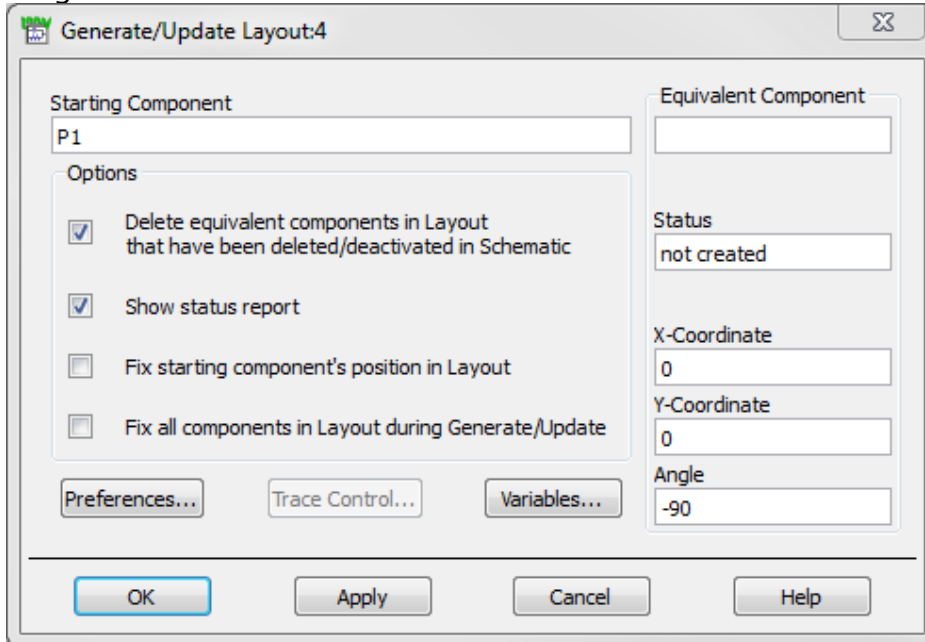 Generate/Update Layout:4
Starting Component
P1
Options
Delete equivalent components in Layout
that have been deleted/deactivated in Schematic
Show status report
Fix starting component's position in Layout
Fix all components in Layout during Generate/Update
Preferences...
Trace Control...
Variables...
Equivalent Component
Status
not created
X-Coordinate
0
Y-Coordinate
0
Angle
-90
OK
Apply
Cancel
Help